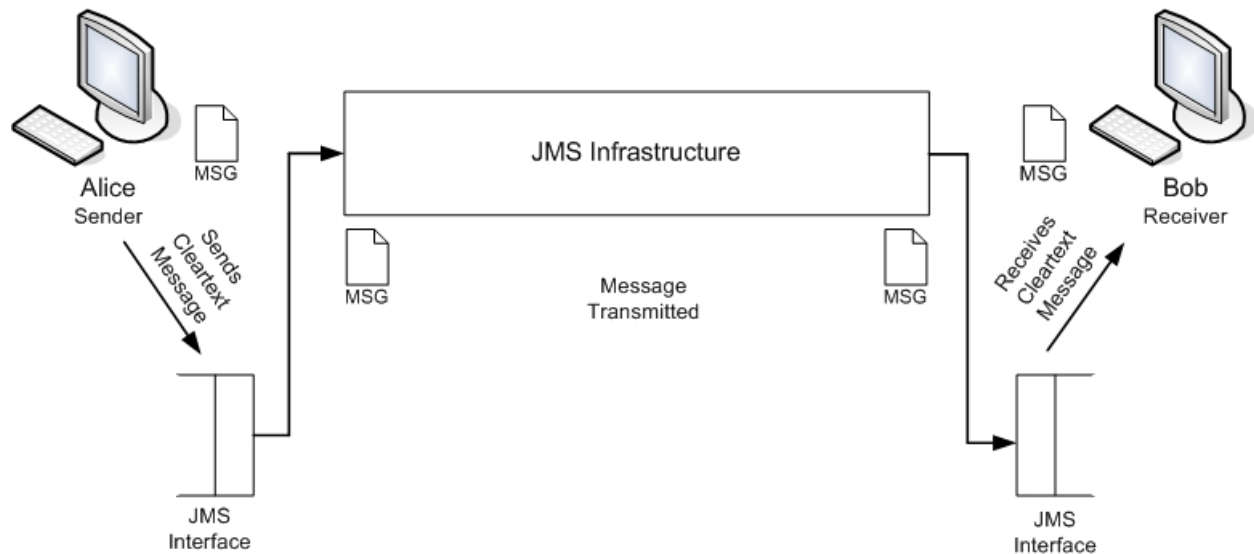 Alice
Sender
MSG
Sends
Cleartext
Message
JMS
Interface
JMS Infrastructure
MSG
Message
Transmitted
MSG
MSG
Bob
Receiver
Receives
Cleartext
Message
JMS
Interface